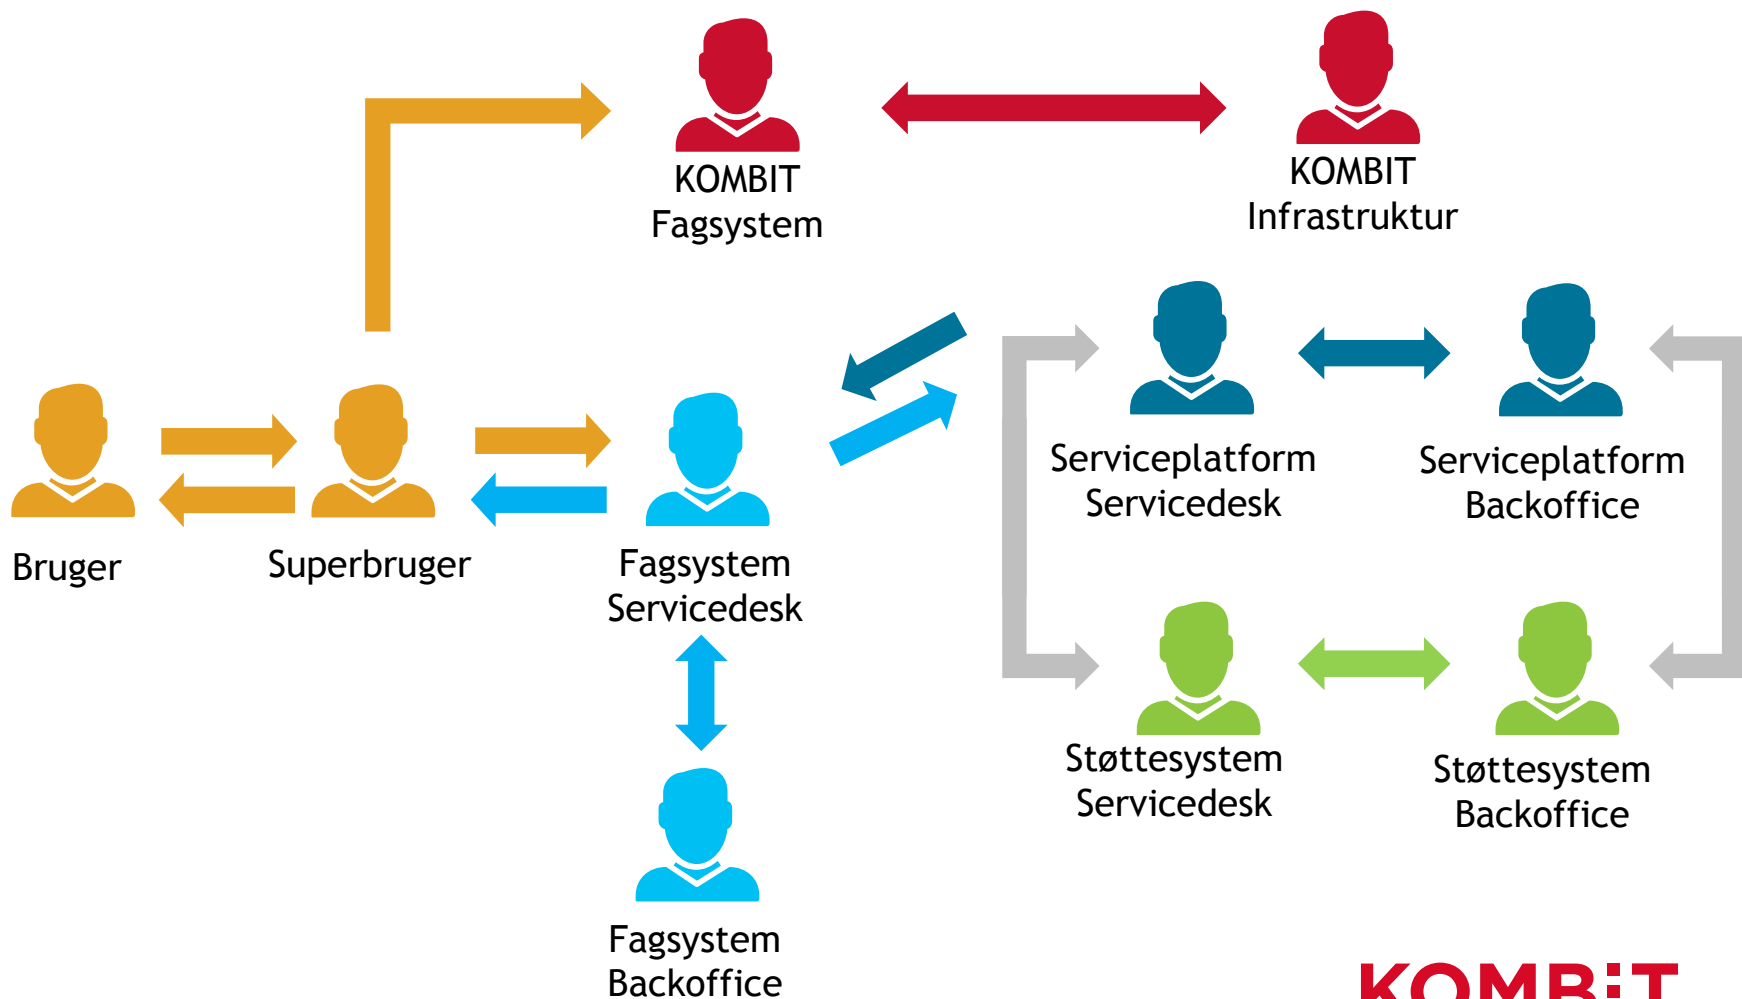 KOMBIT
Fagsystem
KOMBIT
Infrastruktur
Serviceplatform
Servicedesk
Serviceplatform
Backoffice
Bruger
Superbruger
Fagsystem
Servicedesk
Støttesystem
Servicedesk
Støttesystem
Backoffice
Fagsystem
Backoffice
KOMBIT